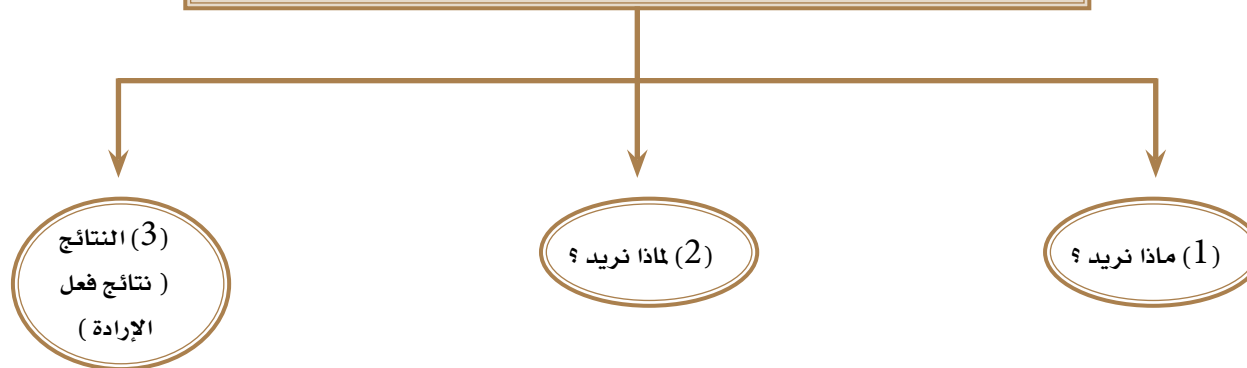 (1) ماذا نريد ؟
(2) لماذا نريد ؟
(3) النتائج
( نتائج فعل
الإرادة )